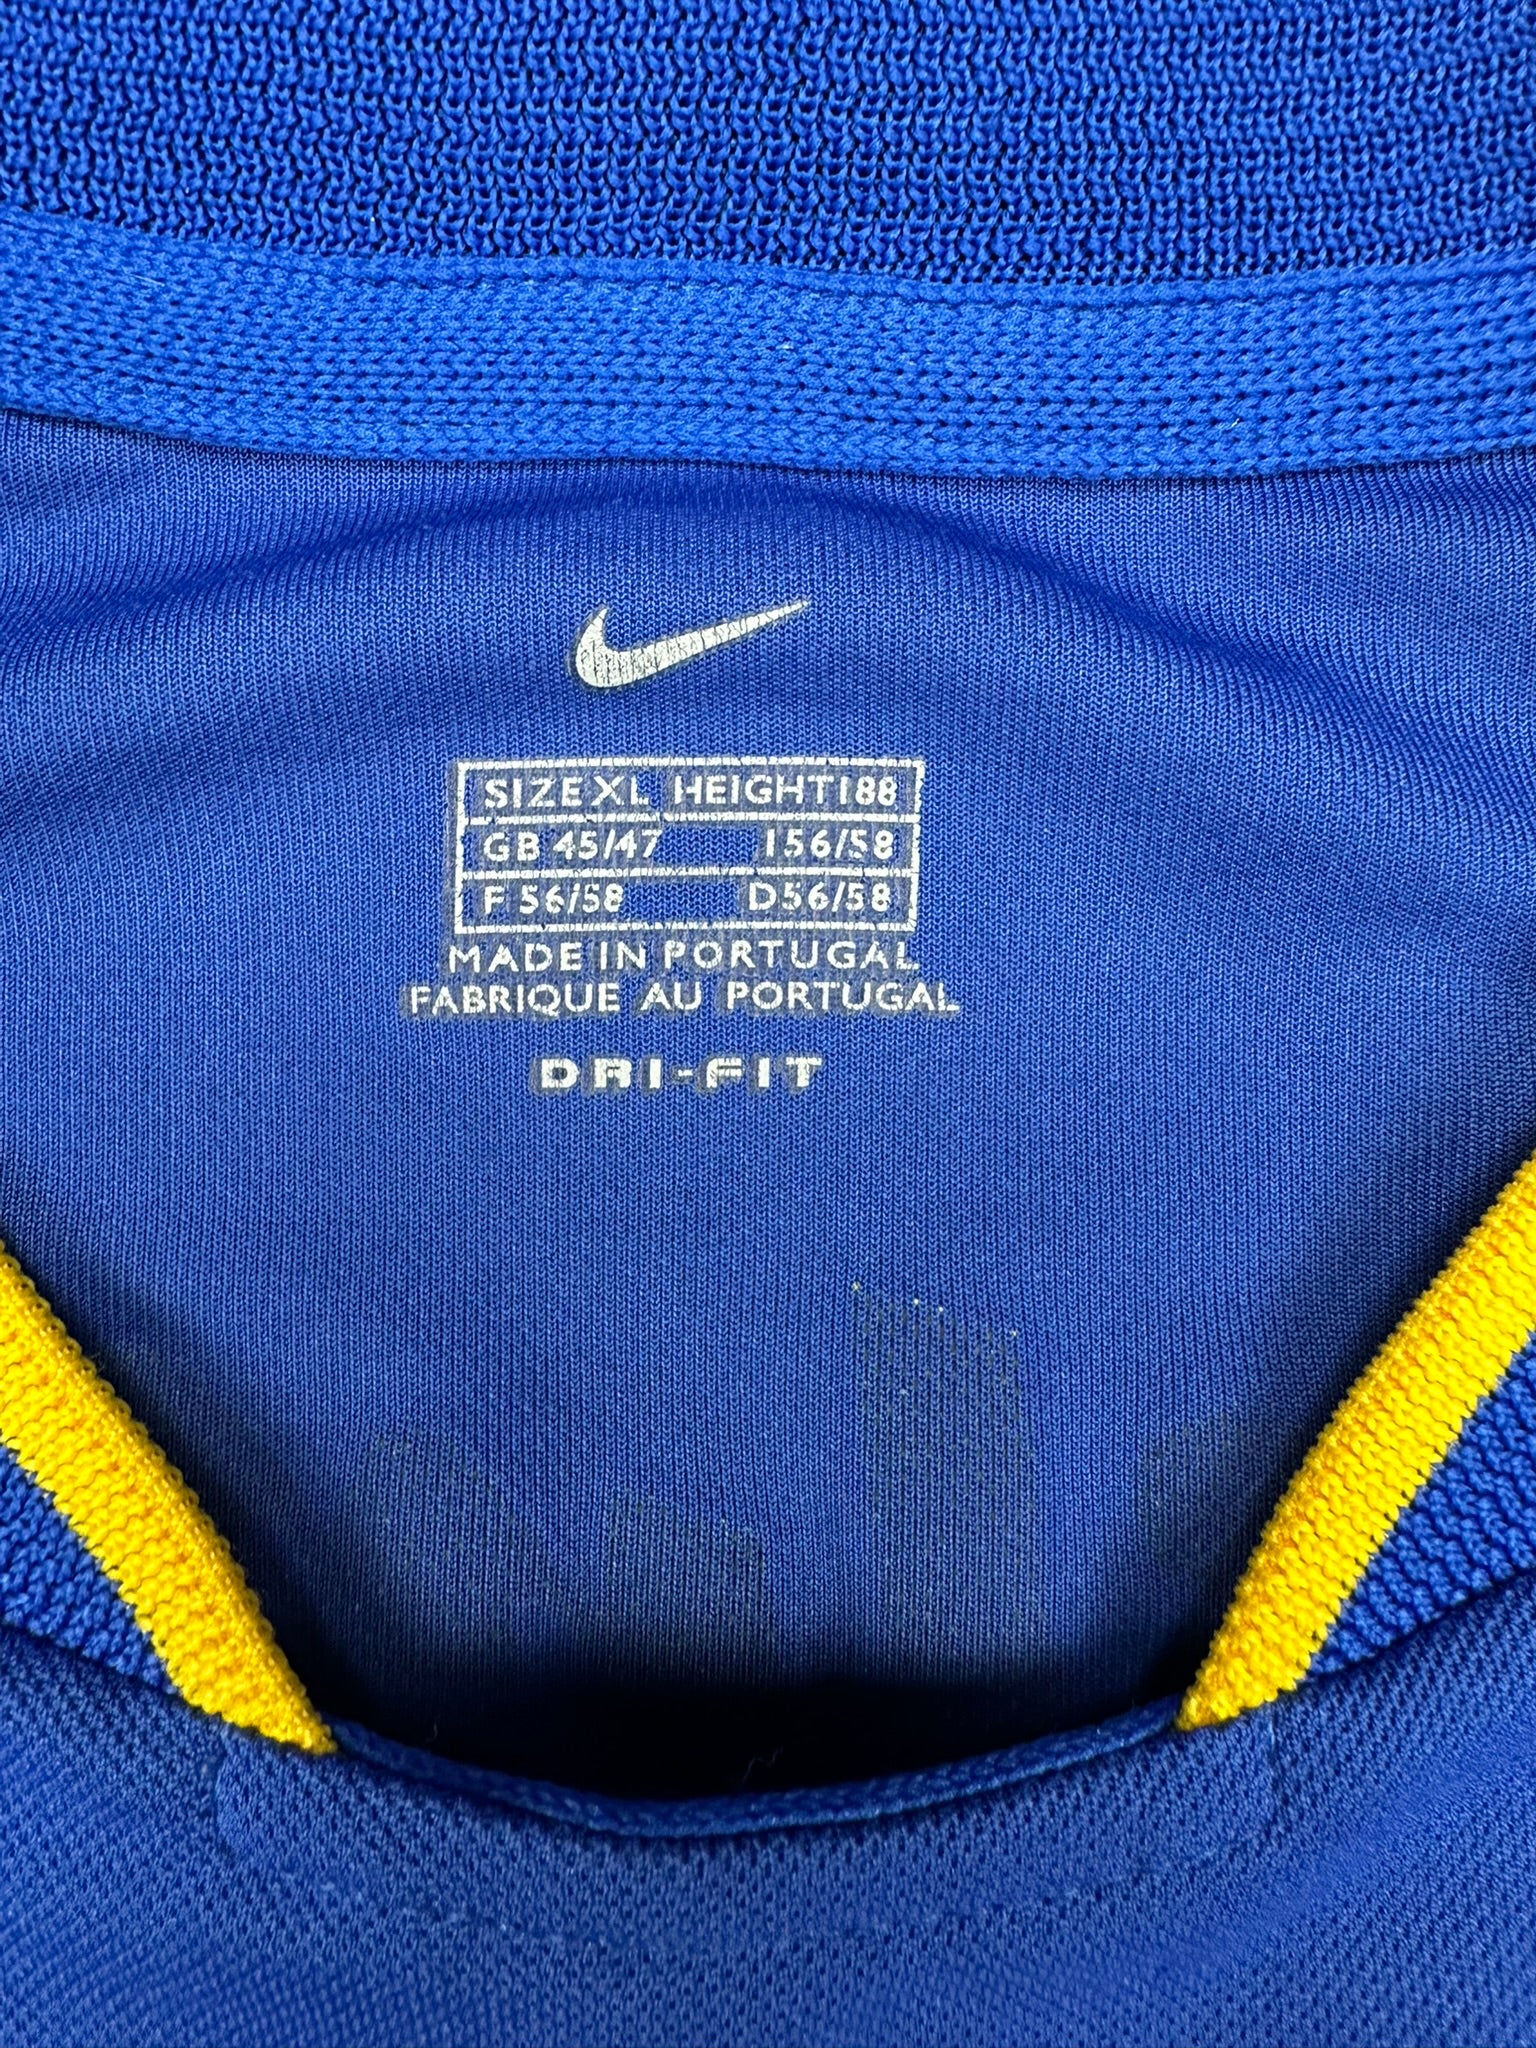 SIZE XL HEIGHT 188
GB 45/47 I 56/58
F 56/58 D 56/58
MADE IN PORTUGAL
FABRIQUE AU PORTUGAL
DRI-FIT